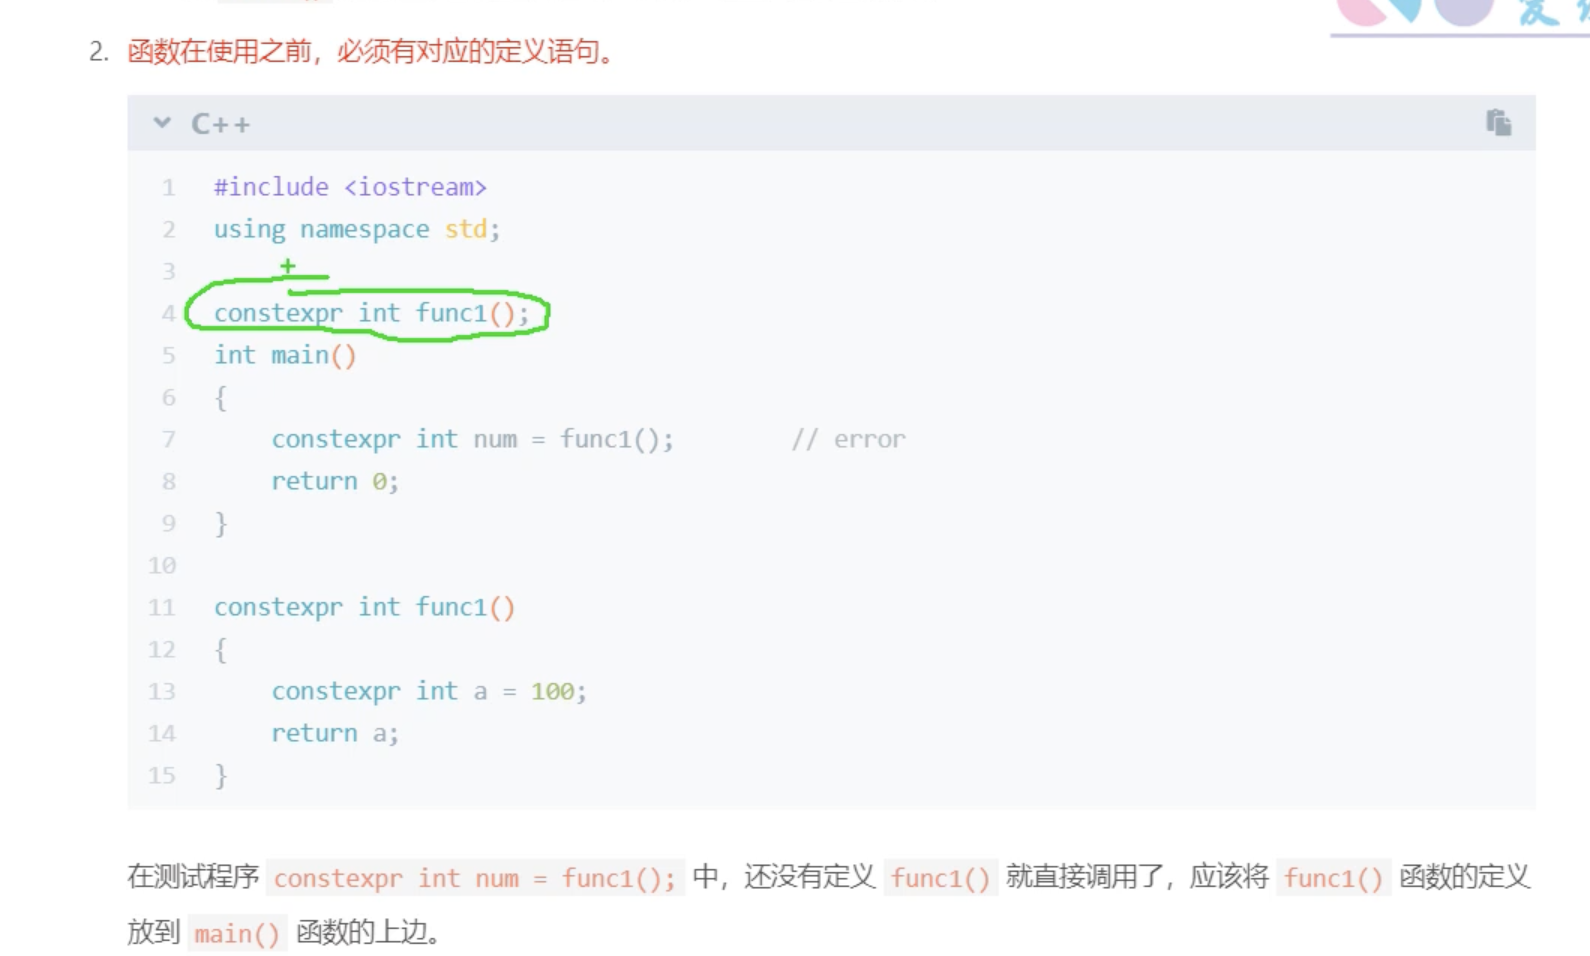 2. 函数在使用之前，必须有对应的定义语句。
C++
1 #include <iostream>
2 using namespace std;
3
4 constexpr int func1();
5 int main()
6 {
7 constexpr int num = func1(); // error
8 return 0;
9 }
10
11 constexpr int func1()
12 {
13 constexpr int a = 100;
14 return a;
15 }
在测试程序 constexpr int num = func1(); 中，还没有定义 func1() 就直接调用了，应该将 func1() 函数的定义
放到 main() 函数的上边。